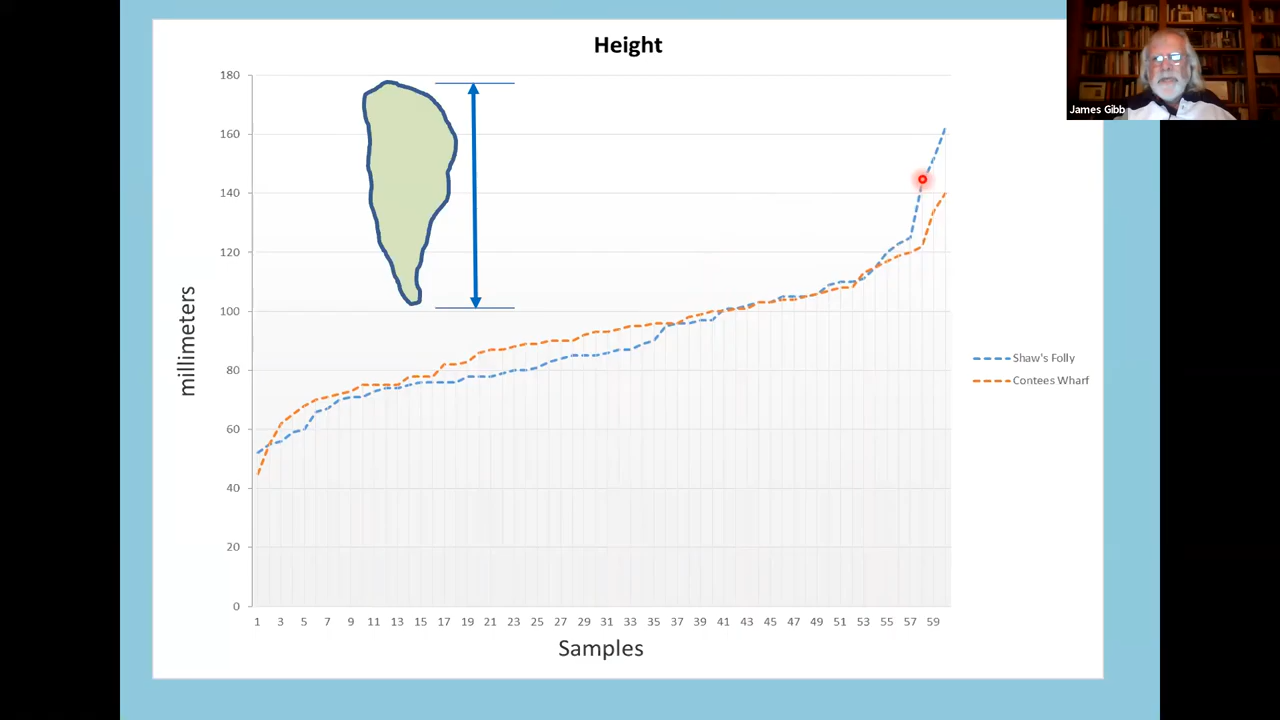 Height
James Gibb
180
160
140
120
100
80
60
40
20
0
millimeters
Shaw's Folly
Contees Wharf
1 3 5 7 9 11 13 15 17 19 21 23 25 27 29 31 33 35 37 39 41 43 45 47 49 51 53 55 57 59
Samples